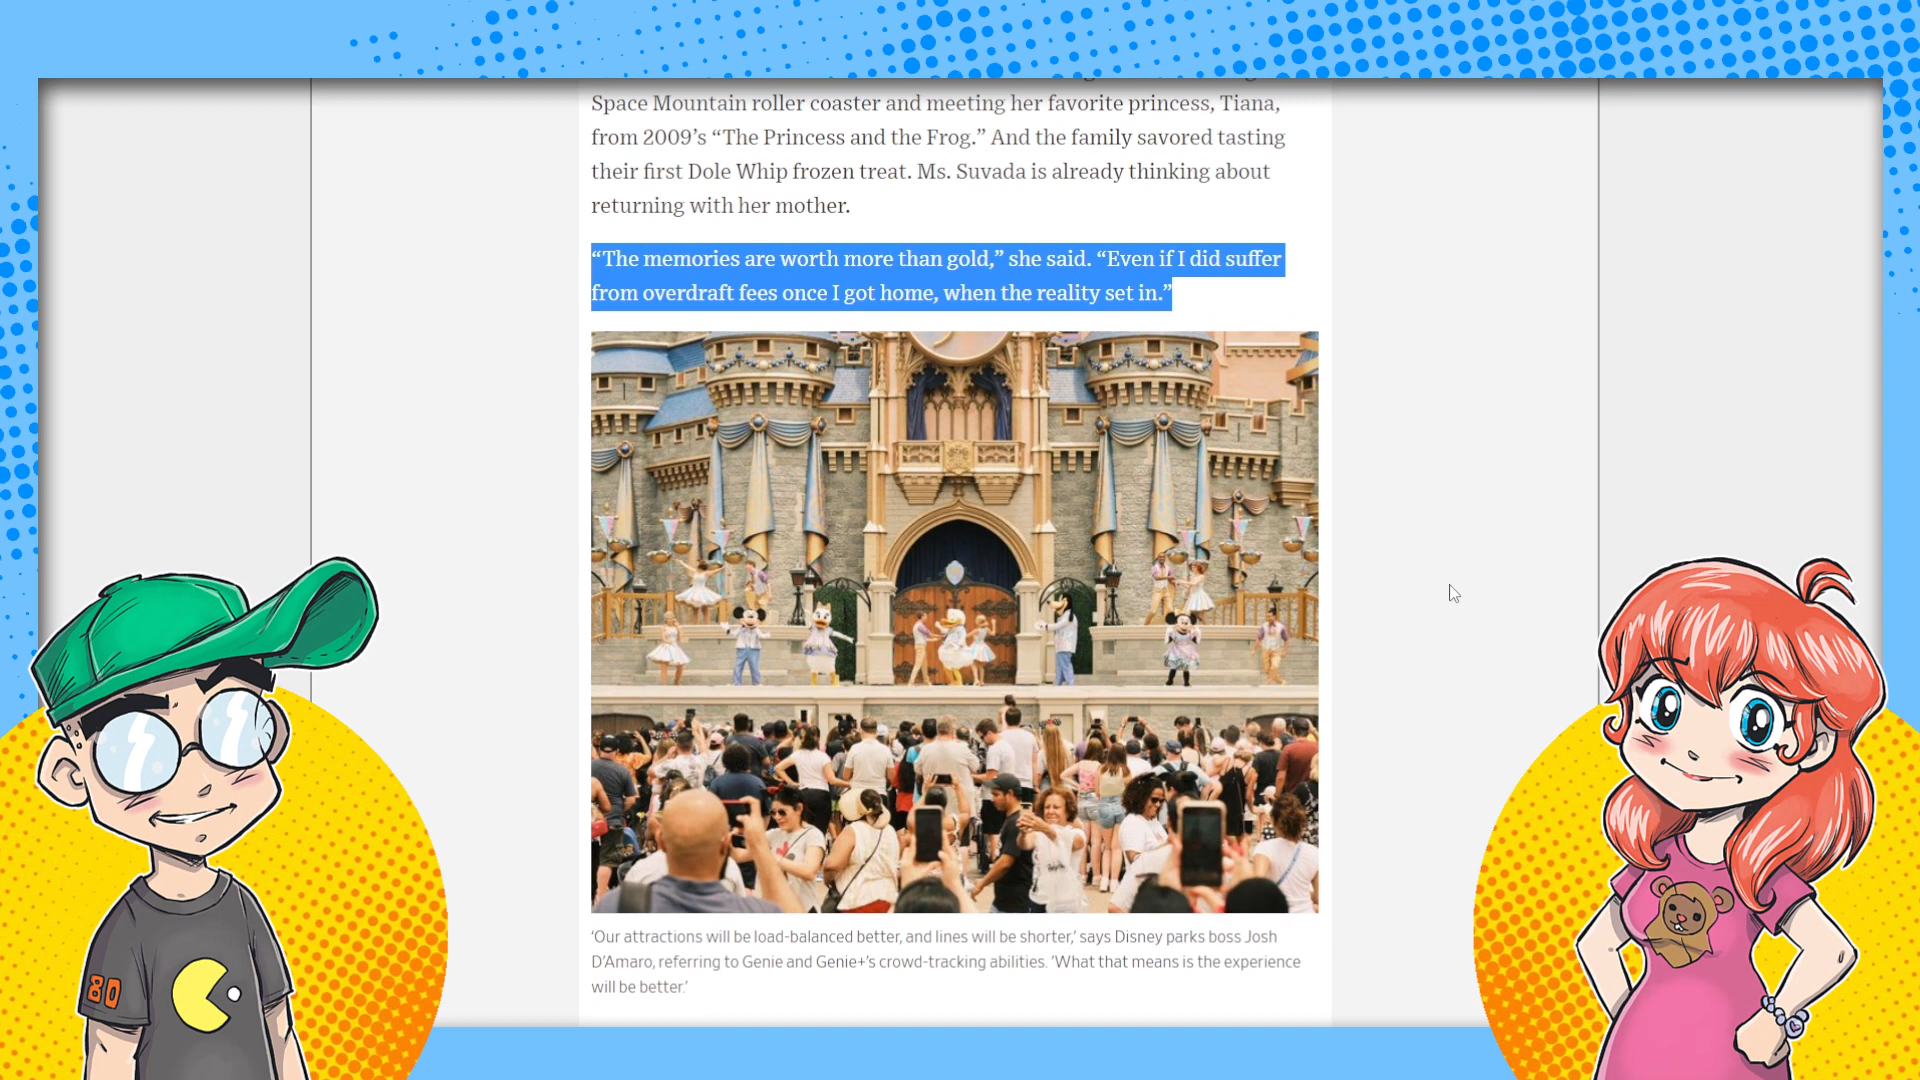 Space Mountain roller coaster and meeting her favorite princess, Tiana,
from 2009’s “The Princess and the Frog.” And the family savored tasting
their first Dole Whip frozen treat. Ms. Suvada is already thinking about
returning with her mother.
“The memories are worth more than gold,” she said. “Even if I did suffer
from overdraft fees once I got home, when the reality set in.”
‘Our attractions will be load-balanced better, and lines will be shorter,’ says Disney parks boss Josh
D’Amaro, referring to Genie and Genie+’s crowd-tracking abilities. ‘What that means is the experience
will be better.’
80